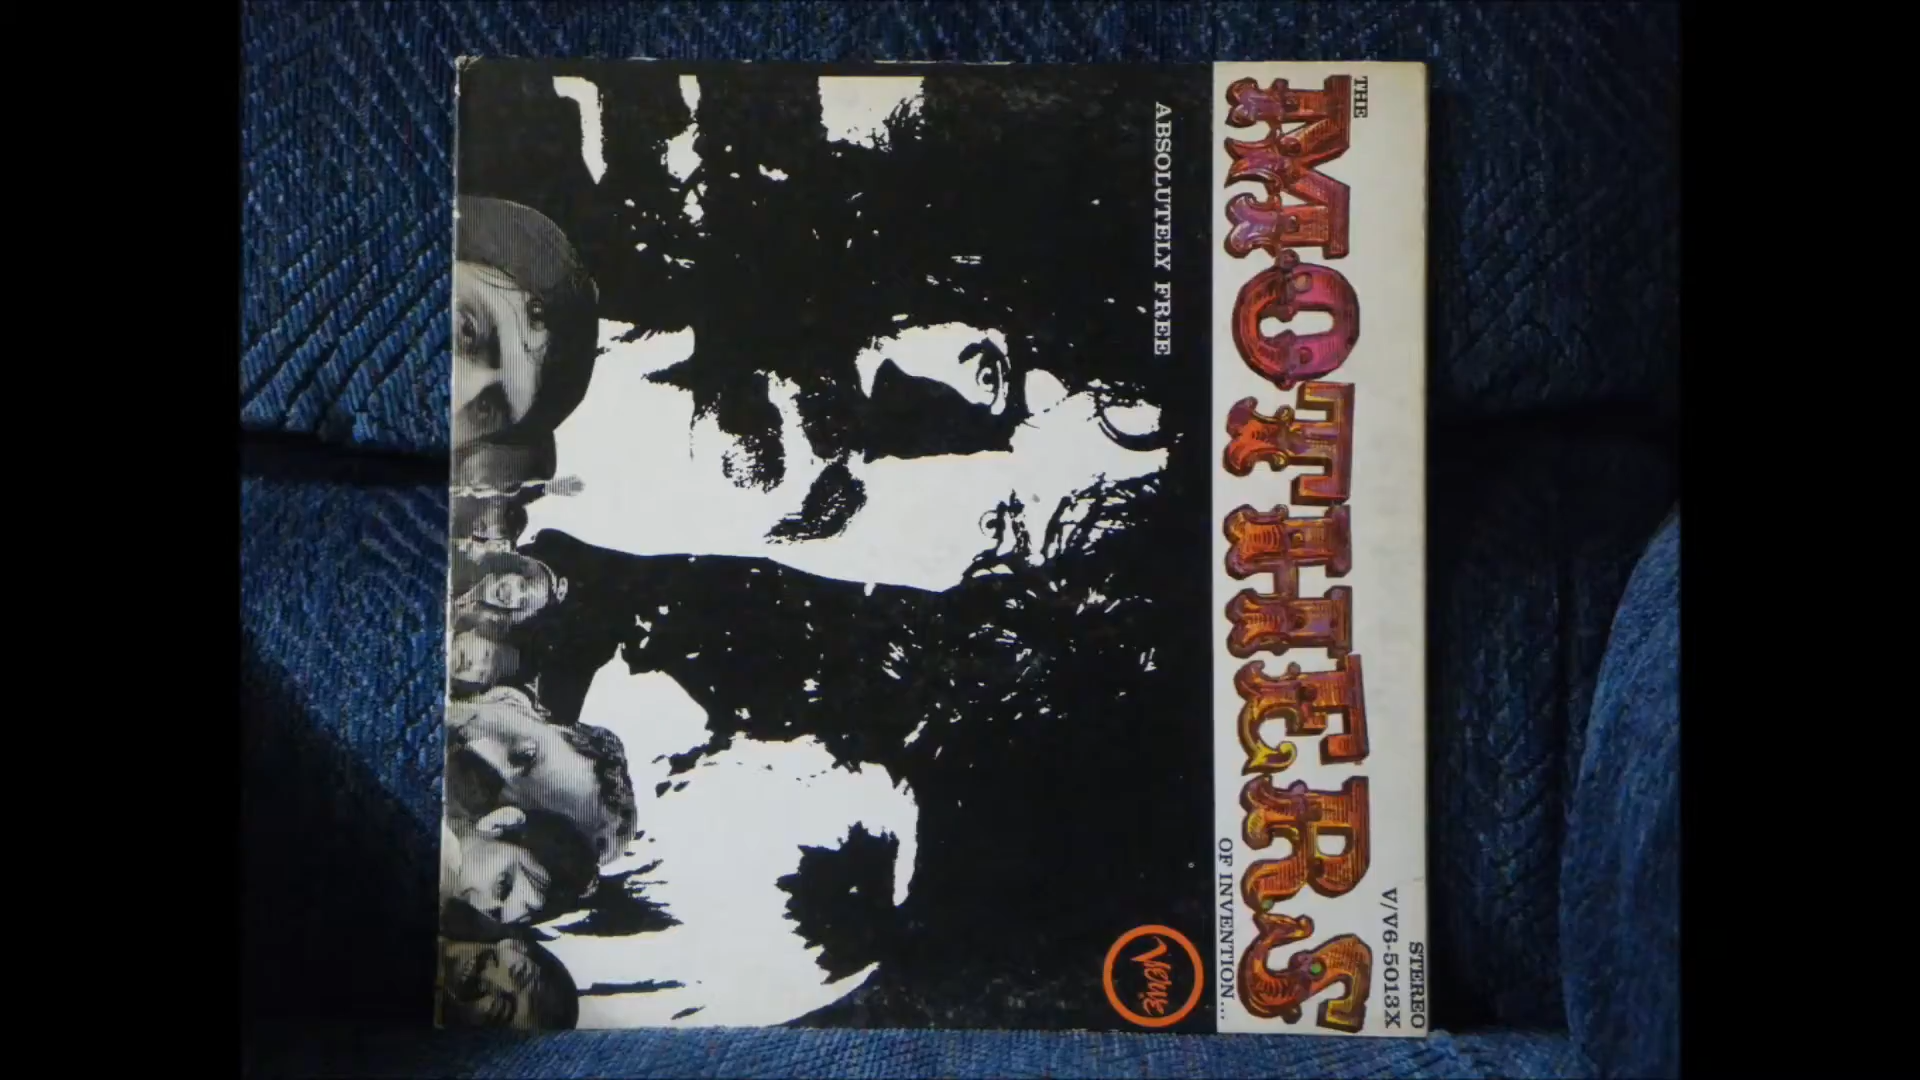 THE
MOTHERS
OF INVENTION...
STEREO
V/V6-5013X
ABSOLUTELY FREE
Verve